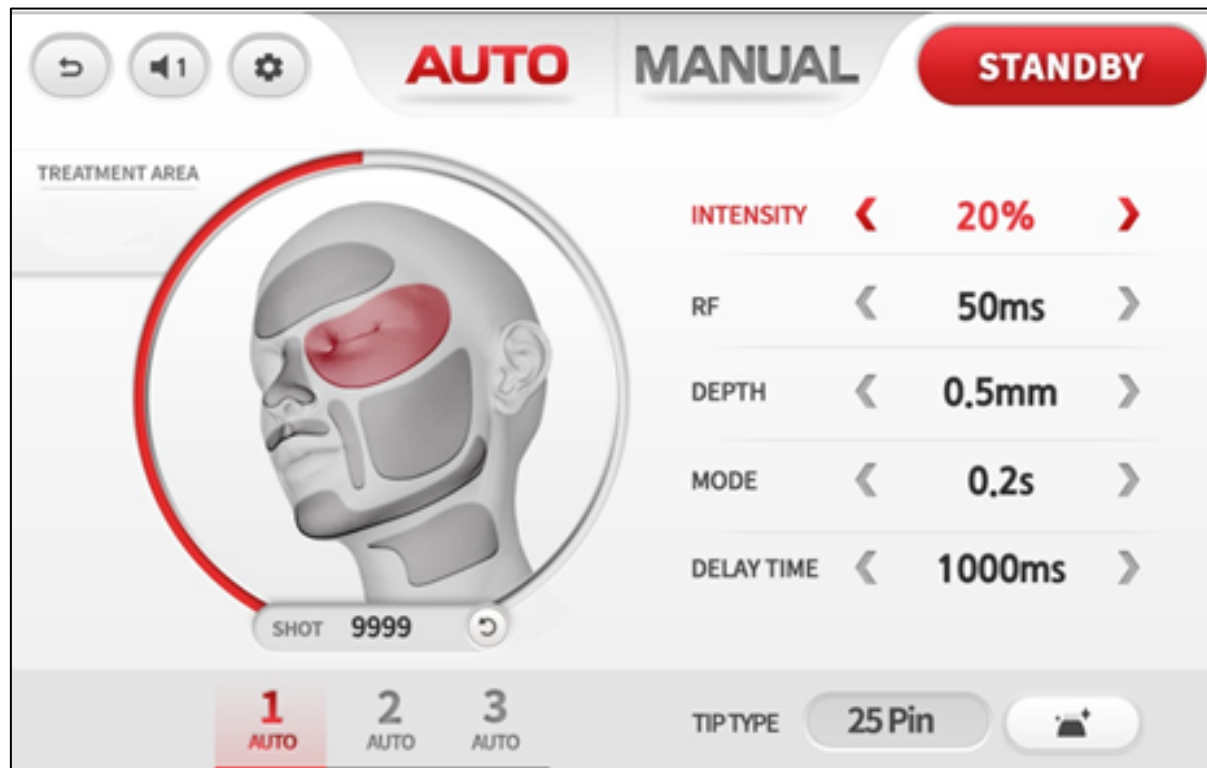 1
AUTO
MANUAL
STANDBY
TREATMENT AREA
INTENSITY 20%
RF 50ms
DEPTH 0.5mm
MODE 0.2s
DELAY TIME 1000ms
SHOT 9999
1 AUTO
2 AUTO
3 AUTO
TIP TYPE 25 Pin